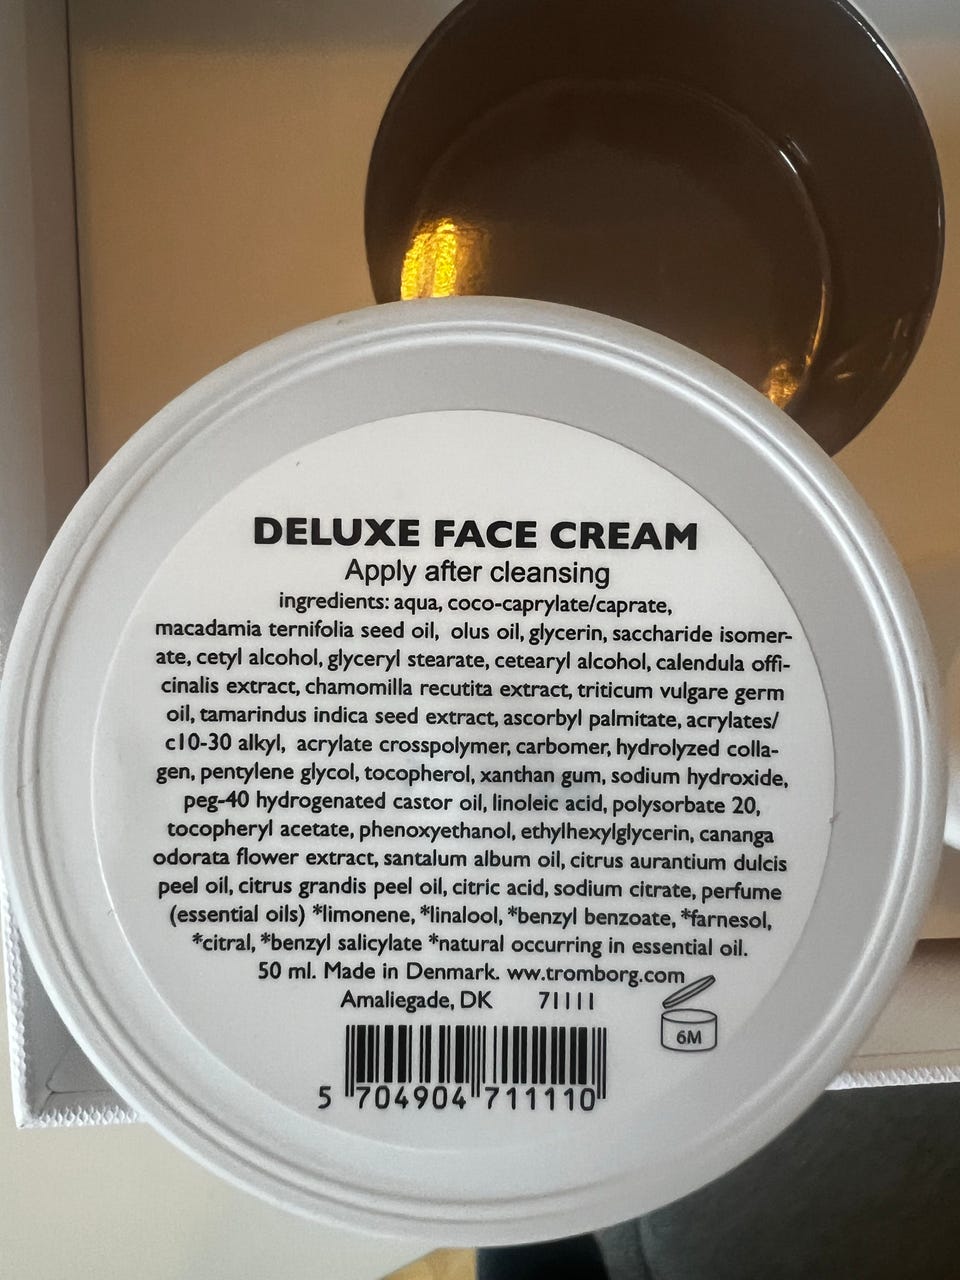 DELUXE FACE CREAM
Apply after cleansing
ingredients: aqua, coco-caprylate/caprate,
macadamia ternifolia seed oil, olus oil, glycerin, saccharide isomer-
ate, cetyl alcohol, glyceryl stearate, cetearyl alcohol, calendula offi-
cinalis extract, chamomilla recutita extract, triticum vulgare germ
oil, tamarindus indica seed extract, ascorbyl palmitate, acrylates/
c10-30 alkyl, acrylate crosspolymer, carbomer, hydrolyzed colla-
gen, pentylene glycol, tocopherol, xanthan gum, sodium hydroxide,
peg-40 hydrogenated castor oil, linoleic acid, polysorbate 20,
tocopheryl acetate, phenoxyethanol, ethylhexylglycerin, cananga
odorata flower extract, santalum album oil, citrus aurantium dulcis
peel oil, citrus grandis peel oil, citric acid, sodium citrate, perfume
(essential oils) *limonene, *linalool, *benzyl benzoate, *farnesol,
*citral, *benzyl salicylate *natural occurring in essential oil.
50 ml. Made in Denmark. ww.tromborg.com
Amaliegade, DK 71111
6M
5 704904 711110